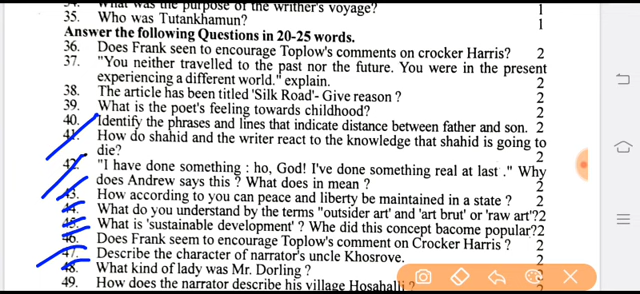 34. What was the purpose of the writher's voyage? 1
35. Who was Tutankhamun? 1
Answer the following Questions in 20-25 words.
36. Does Frank seen to encourage Toplow's comments on crocker Harris? 2
37. "You neither travelled to the past nor the future. You were in the present
experiencing a different world." explain. 2
38. The article has been titled 'Silk Road'- Give reason ? 2
39. What is the poet's feeling towards childhood? 2
40. Identify the phrases and lines that indicate distance between father and son. 2
41. How do shahid and the writer react to the knowledge that shahid is going to
die? 2
42. "I have done something : ho, God! I've done something real at last ." Why
does Andrew says this ? What does in mean ? 2
43. How according to you can peace and liberty be maintained in a state ? 2
44. What do you understand by the terms "outsider art' and 'art brut' or 'raw art'?2
45. What is 'sustainable development' ? Whe did this concept bacome popular?2
46. Does Frank seem to encourage Toplow's comment on Crocker Harris ? 2
47. Describe the character of narrator's uncle Khosrove. 2
48. What kind of lady was Mr. Dorling ?
49. How does the narrator describe his village Hosahalli ?